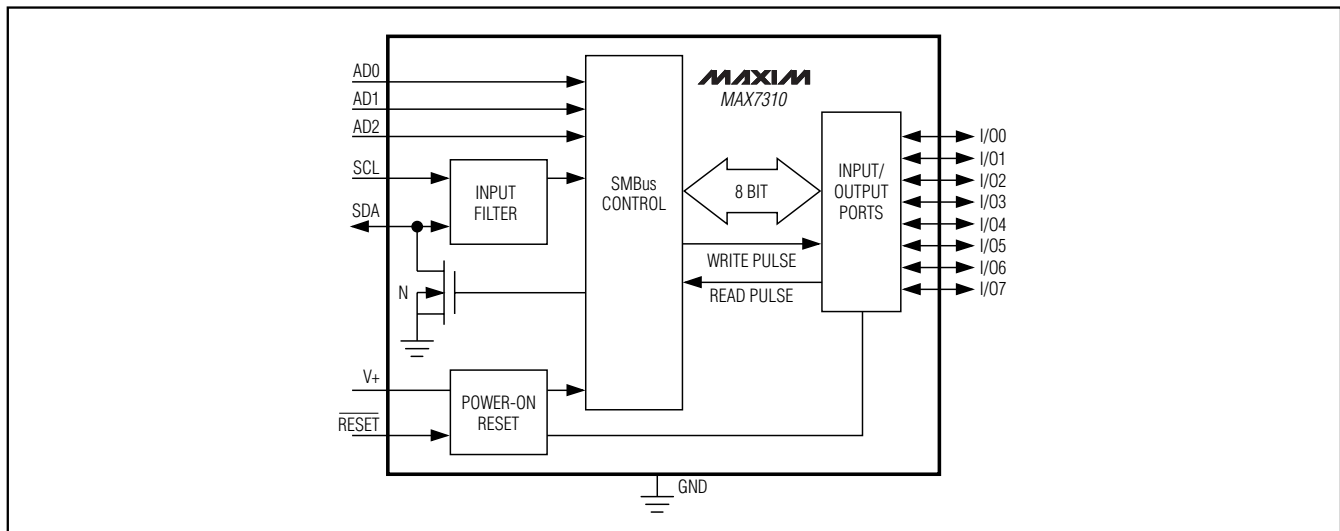 AD0
AD1
AD2
SCL
SDA
INPUT
FILTER
N
V+
RESET
POWER-ON
RESET
SMBus
CONTROL
MAXIM
MAX7310
8 BIT
WRITE PULSE
READ PULSE
INPUT/
OUTPUT
PORTS
I/O0
I/O1
I/O2
I/O3
I/O4
I/O5
I/O6
I/O7
GND